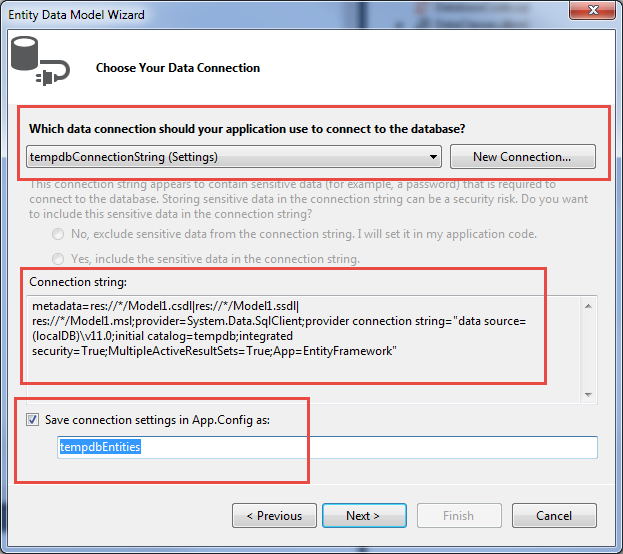 Entity Data Model Wizard
Choose Your Data Connection
Which data connection should your application use to connect to the database?
tempdbConnectionString (Settings)
New Connection...
This connection string appears to contain sensitive data (for example, a password) that is required to
connect to the database. Storing sensitive data in the connection string can be a security risk. Do you want
to include this sensitive data in the connection string?
No, exclude sensitive data from the connection string. I will set it in my application code.
Yes, include the sensitive data in the connection string.
Connection string:
metadata=res://*/Model1.csdl|res://*/Model1.ssdl|
res://*/Model1.msl;provider=System.Data.SqlClient;provider connection string="data source=
(localDB)\v11.0;initial catalog=tempdb;integrated
security=True;MultipleActiveResultSets=True;App=EntityFramework"
Save connection settings in App.Config as:
tempdbEntities
< Previous
Next >
Finish
Cancel